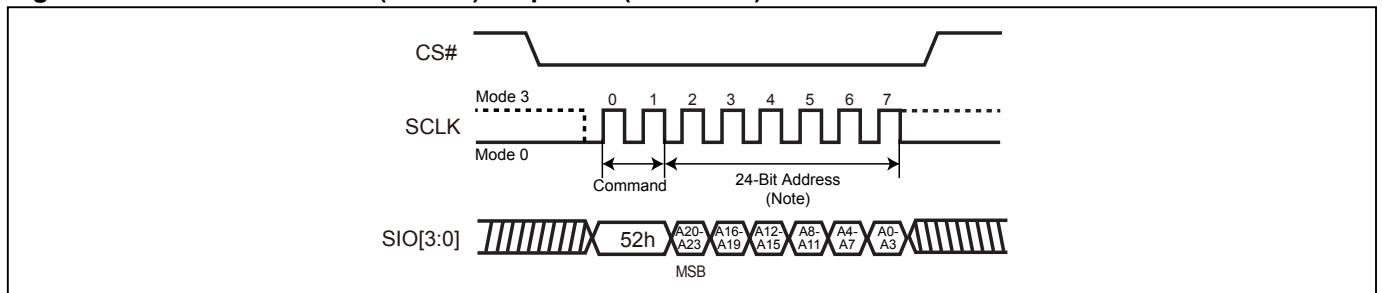 CS#
Mode 3
0 1 2 3 4 5 6 7
SCLK
Mode 0
Command
24-Bit Address
(Note)
SIO[3:0]
52h
A20-
A23
A16-
A19
A12-
A15
A8-
A11
A4-
A7
A0-
A3
MSB